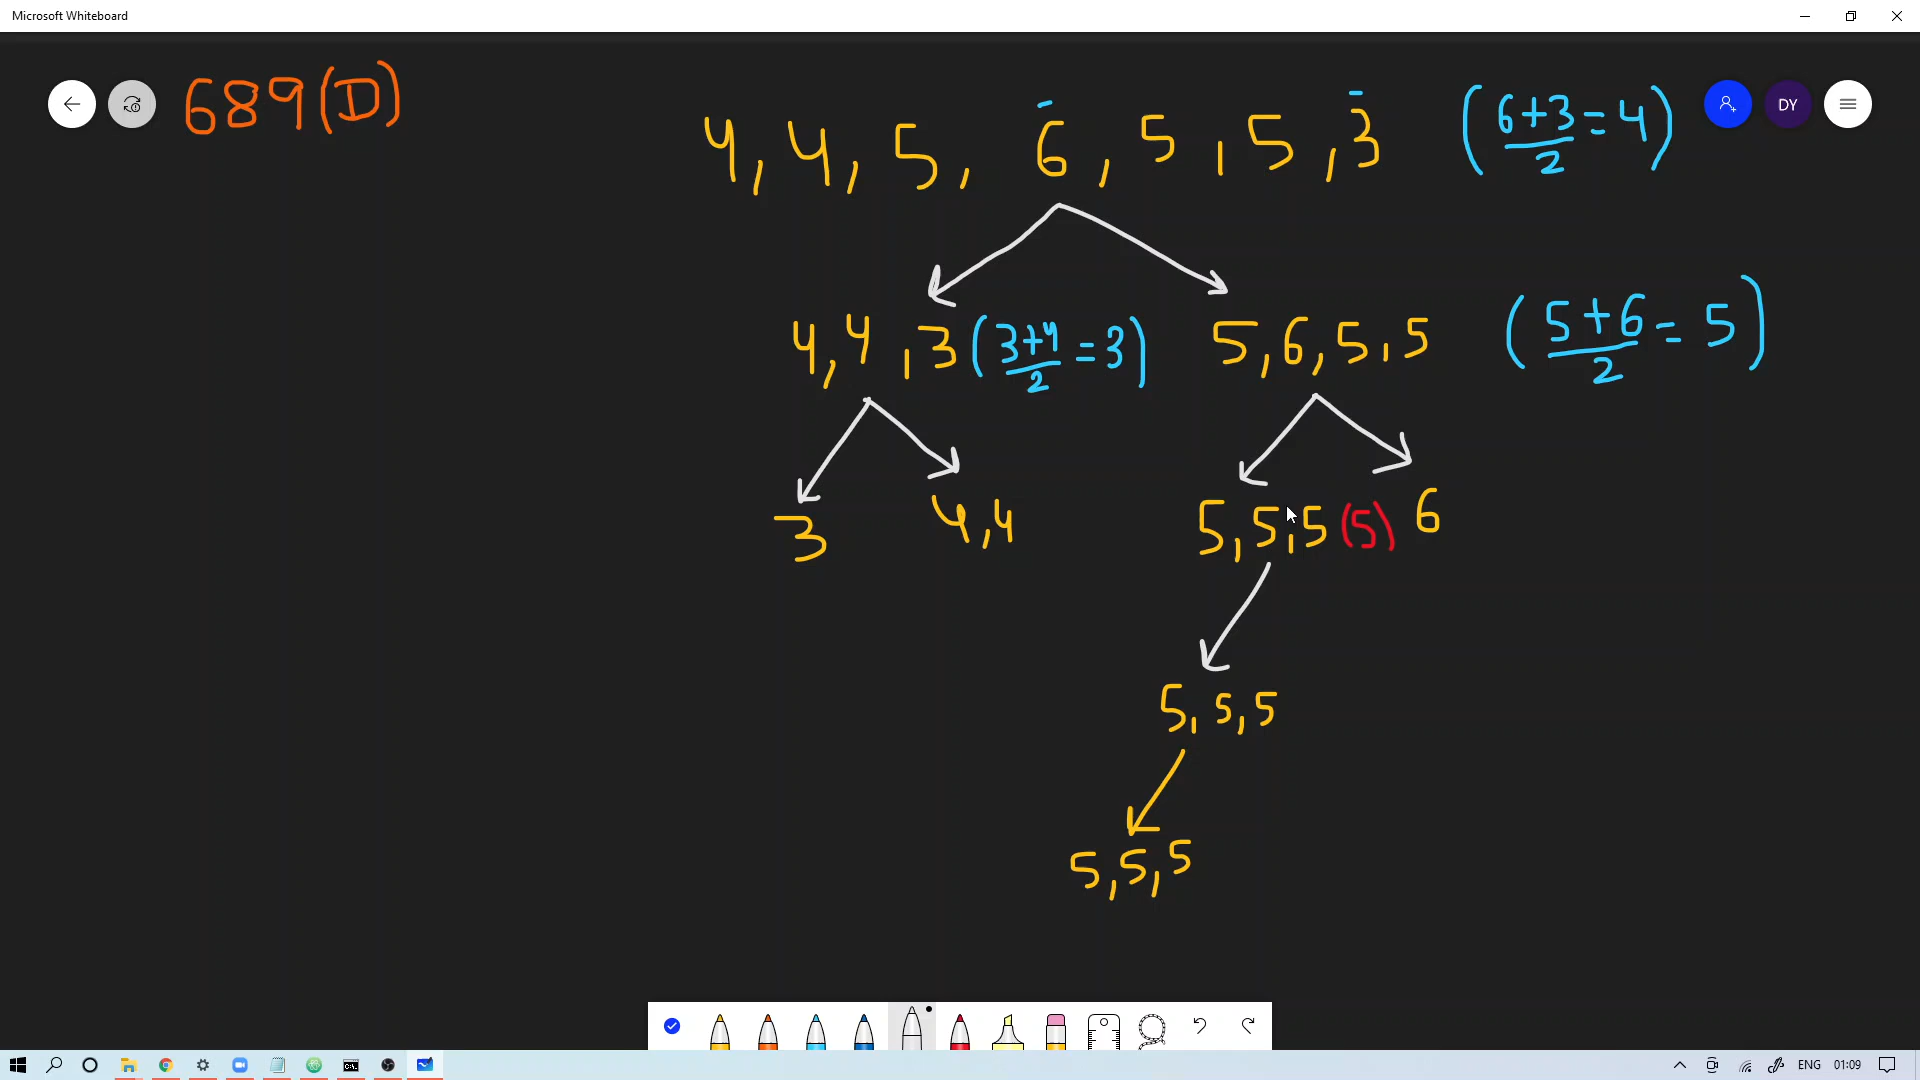 Microsoft Whiteboard
689(D)
DY
4, 4, 5, 6, 5, 5, 3
(6+3/2 = 4)
4, 4, 3 (3+4/2 = 3)
5, 6, 5, 5
(5+6/2 = 5)
3
4, 4
5, 5, 5 (5)
6
5, 5, 5
5, 5, 5
ENG
01:09